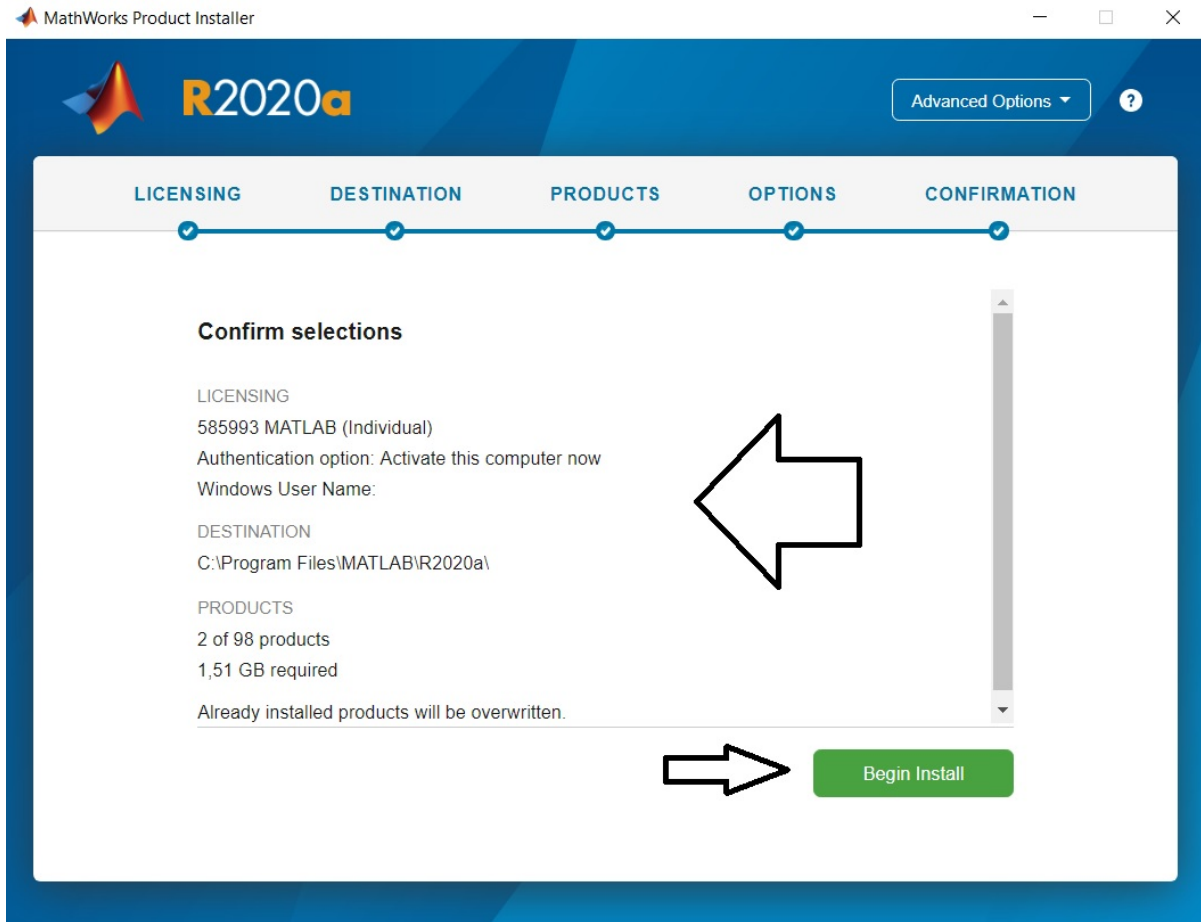 MathWorks Product Installer
R2020a
Advanced Options
?
LICENSING DESTINATION PRODUCTS OPTIONS CONFIRMATION
Confirm selections
LICENSING
585993 MATLAB (Individual)
Authentication option: Activate this computer now
Windows User Name:
DESTINATION
C:\Program Files\MATLAB\R2020a\
PRODUCTS
2 of 98 products
1,51 GB required
Already installed products will be overwritten.
Begin Install